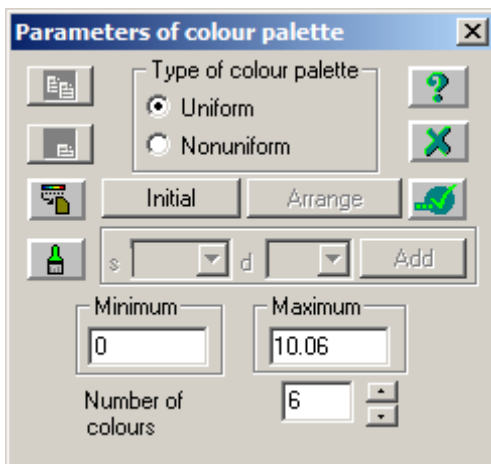 Parameters of colour palette
Type of colour palette
Uniform
Nonuniform
Initial
Arrange
s
d
Add
Minimum
Maximum
0
10.06
Number of
colours
6